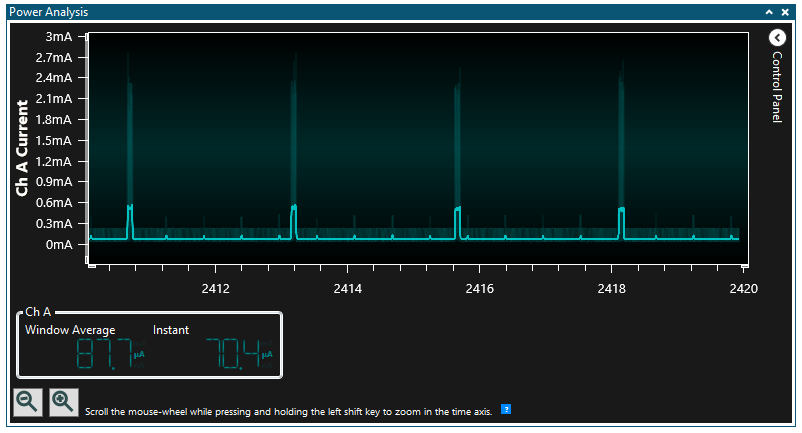 Power Analysis
3mA
2.7mA
2.4mA
2.1mA
1.8mA
1.5mA
1.2mA
0.9mA
0.6mA
0.3mA
0mA
Ch A Current
Control Panel
2412
2414
2416
2418
2420
Ch A
Window Average
Instant
87.7 µA
70.4 µA
Scroll the mouse-wheel while pressing and holding the left shift key to zoom in the time axis.
?